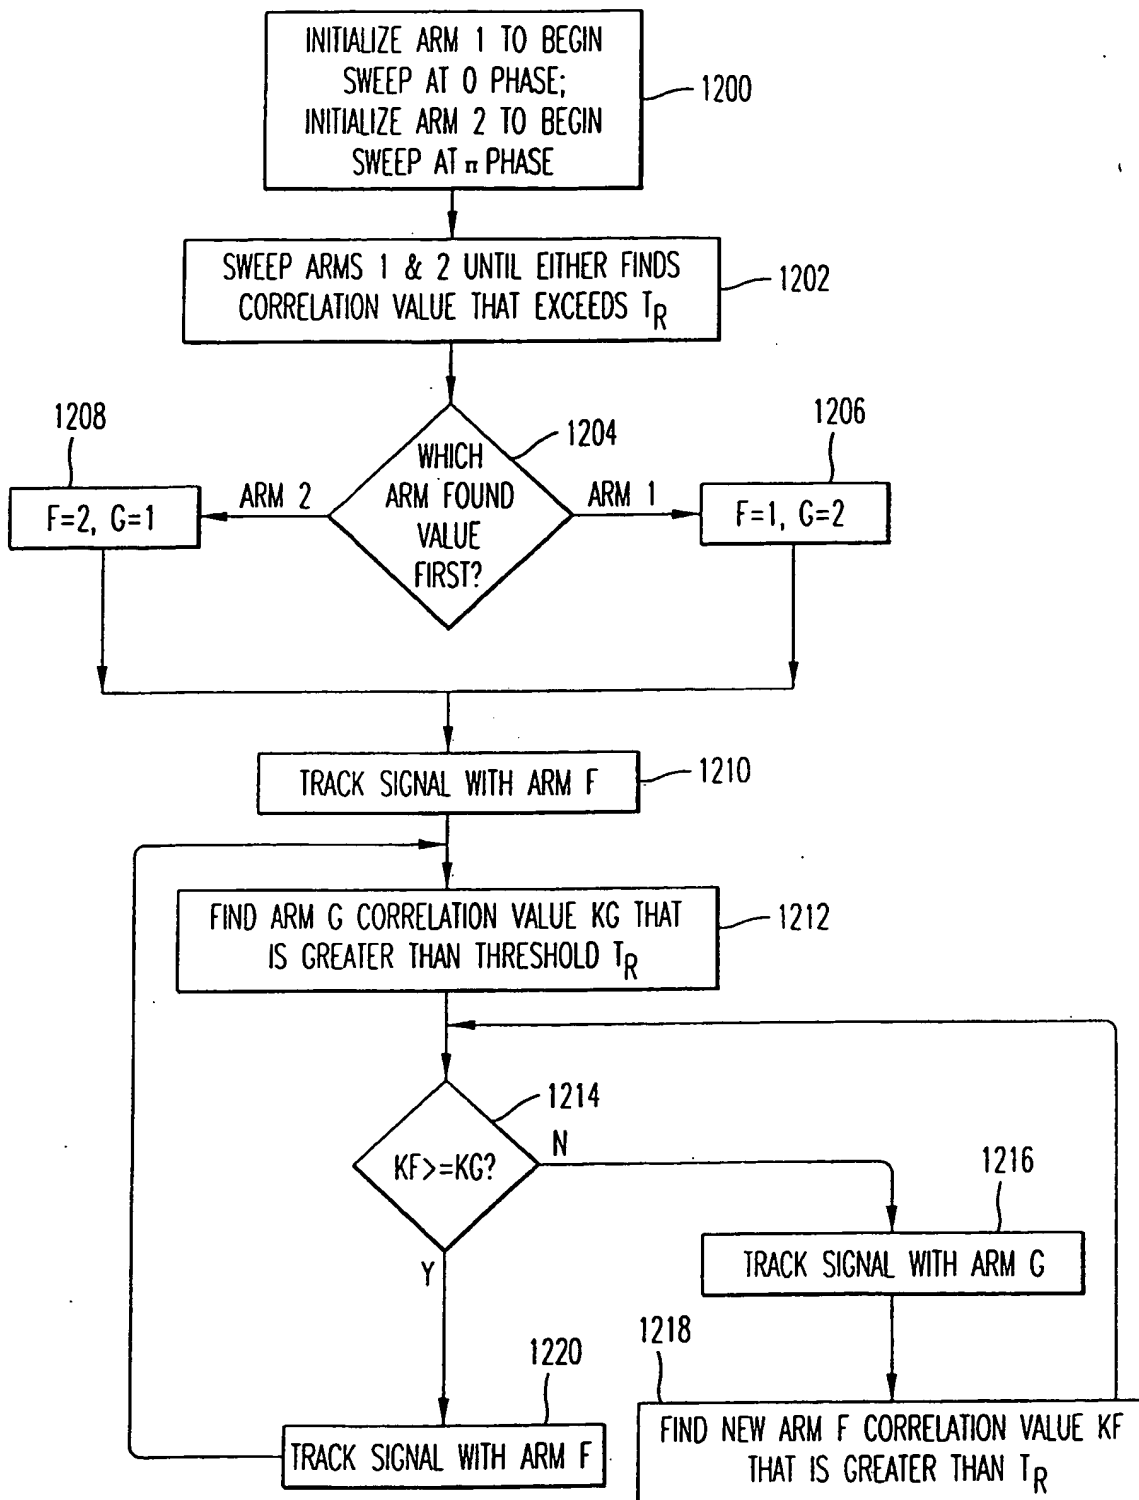 INITIALIZE ARM 1 TO BEGIN
SWEEP AT 0 PHASE;
INITIALIZE ARM 2 TO BEGIN
SWEEP AT π PHASE
1200
SWEEP ARMS 1 & 2 UNTIL EITHER FINDS
CORRELATION VALUE THAT EXCEEDS TR
1202
1208
1204
1206
WHICH
ARM FOUND
VALUE
FIRST?
ARM 2
ARM 1
F=2, G=1
F=1, G=2
TRACK SIGNAL WITH ARM F
1210
FIND ARM G CORRELATION VALUE KG THAT
IS GREATER THAN THRESHOLD TR
1212
1214
KF>=KG?
N
Y
1216
TRACK SIGNAL WITH ARM G
1218
1220
TRACK SIGNAL WITH ARM F
FIND NEW ARM F CORRELATION VALUE KF
THAT IS GREATER THAN TR